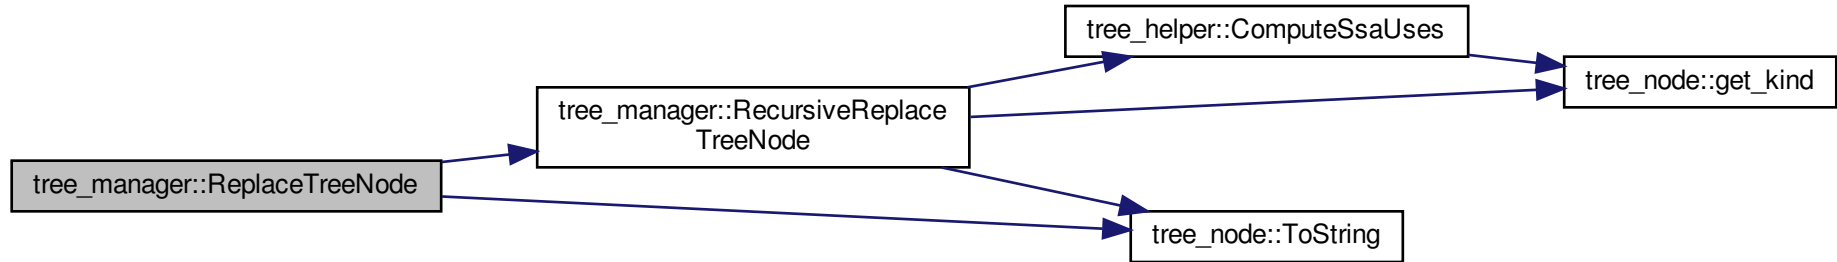 tree_manager::ReplaceTreeNode
tree_manager::RecursiveReplace
TreeNode
tree_helper::ComputeSsaUses
tree_node::get_kind
tree_node::ToString